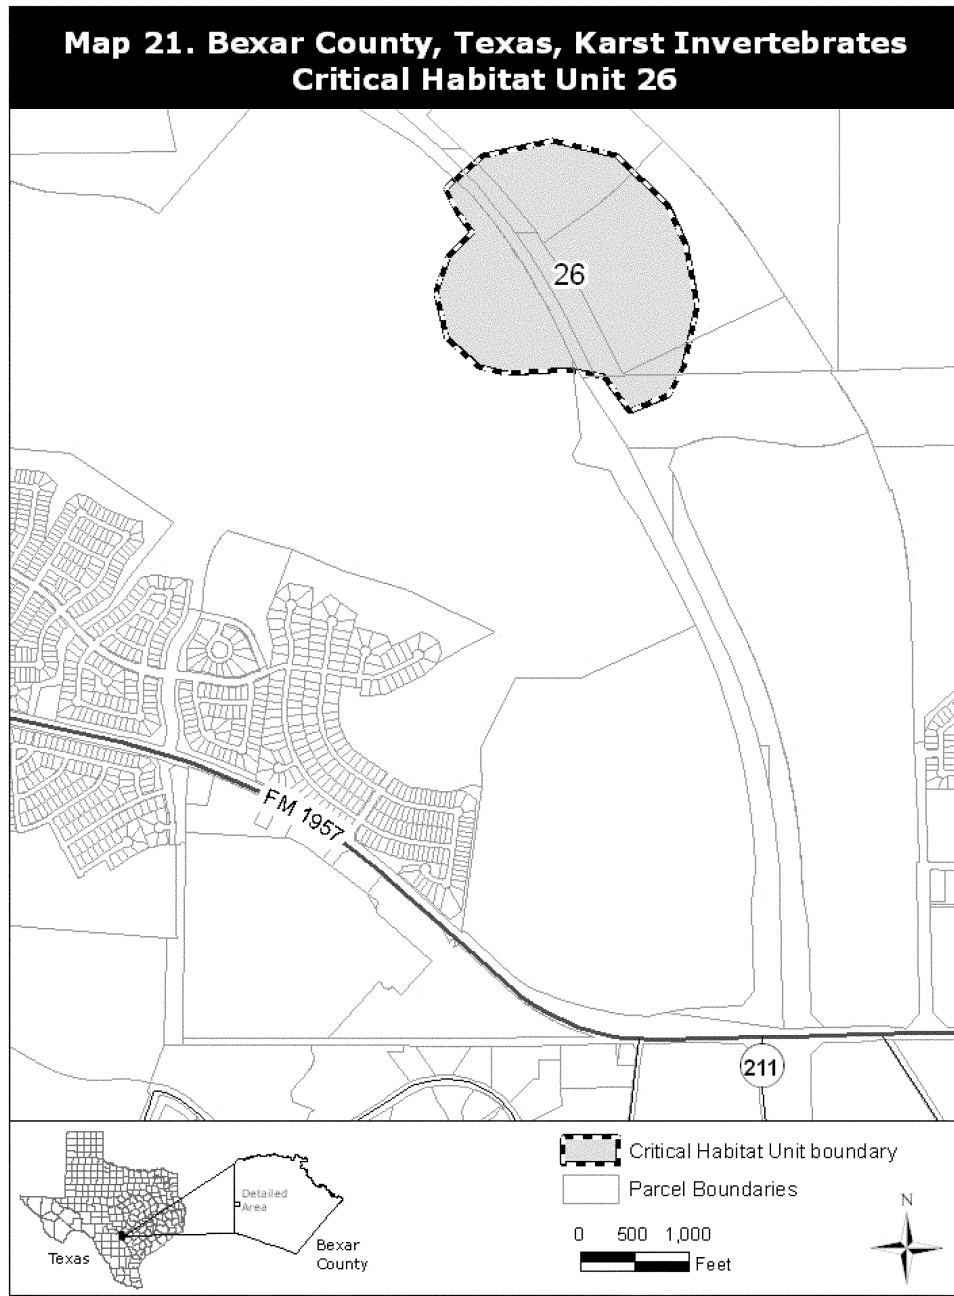 Map 21. Bexar County, Texas, Karst Invertebrates
Critical Habitat Unit 26
26
FM 1957
211
Critical Habitat Unit boundary
Parcel Boundaries
0 500 1,000
Feet
Detailed
Area
Texas
Bexar
County
N